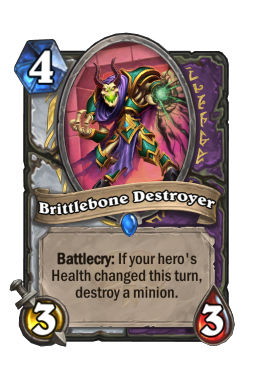 4
Brittlebone Destroyer
Battlecry: If your hero's
Health changed this turn,
destroy a minion.
3
3